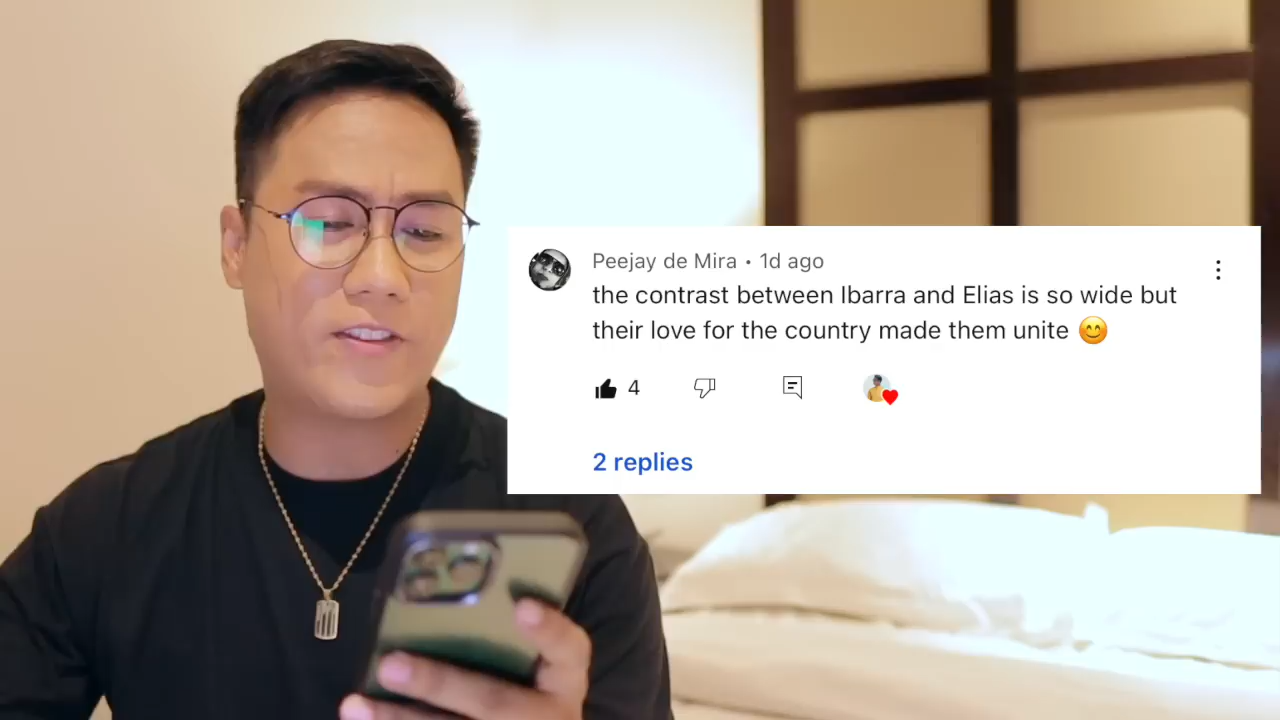 Peejay de Mira • 1d ago
the contrast between Ibarra and Elias is so wide but
their love for the country made them unite 😊
4
2 replies